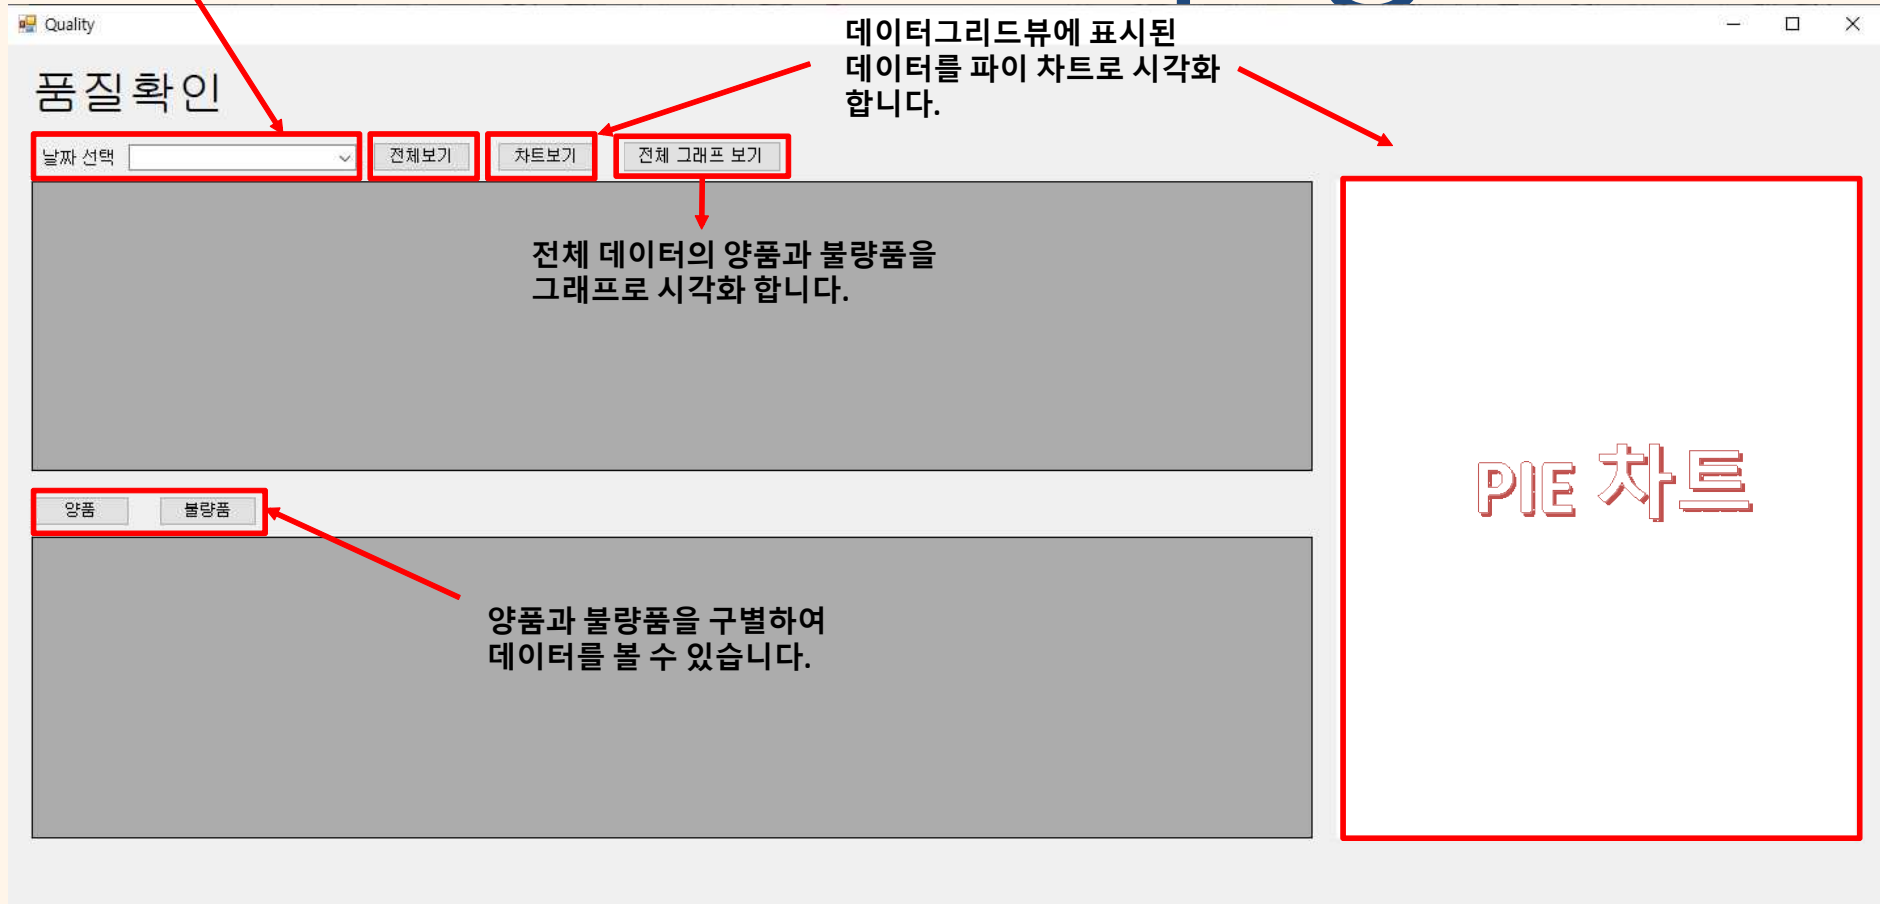 Quality
데이터그리드뷰에 표시된
데이터를 파이 차트로 시각화
합니다.
품질확인
날짜 선택
전체보기
차트보기
전체 그래프 보기
전체 데이터의 양품과 불량품을
그래프로 시각화 합니다.
PIE 차트
양품
불량품
양품과 불량품을 구별하여
데이터를 볼 수 있습니다.